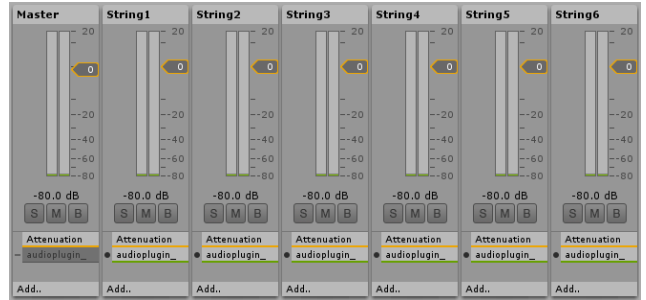 Master String1 String2 String3 String4 String5 String6
20 20 20 20 20 20 20
0 0 0 0 0 0 0
-20 -20 -20 -20 -20 -20 -20
-40 -40 -40 -40 -40 -40 -40
-60 -60 -60 -60 -60 -60 -60
-80 -80 -80 -80 -80 -80 -80
-80.0 dB -80.0 dB -80.0 dB -80.0 dB -80.0 dB -80.0 dB -80.0 dB
S M B S M B S M B S M B S M B S M B S M B
Attenuation Attenuation Attenuation Attenuation Attenuation Attenuation Attenuation
audioplugin_ audioplugin_ audioplugin_ audioplugin_ audioplugin_ audioplugin_ audioplugin_
Add.. Add.. Add.. Add.. Add.. Add.. Add..